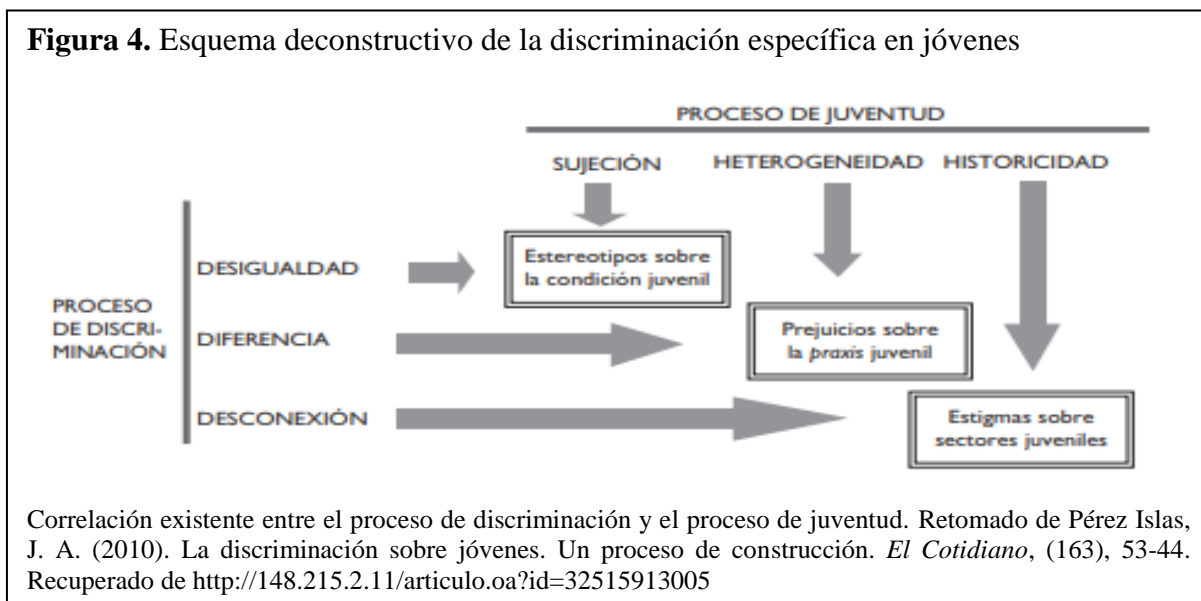 Figura 4. Esquema deconstructivo de la discriminación específica en jóvenes
PROCESO DE JUVENTUD
SUJECIÓN HETEROGENEIDAD HISTORICIDAD
PROCESO
DE DISCRI-
MINACIÓN
DESIGUALDAD
Estereotipos sobre
la condición juvenil
DIFERENCIA
Prejuicios sobre
la praxis juvenil
DESCONEXIÓN
Estigmas sobre
sectores juveniles
Correlación existente entre el proceso de discriminación y el proceso de juventud. Retomado de Pérez Islas,
J. A. (2010). La discriminación sobre jóvenes. Un proceso de construcción. El Cotidiano, (163), 53-44.
Recuperado de http://148.215.2.11/articulo.oa?id=32515913005